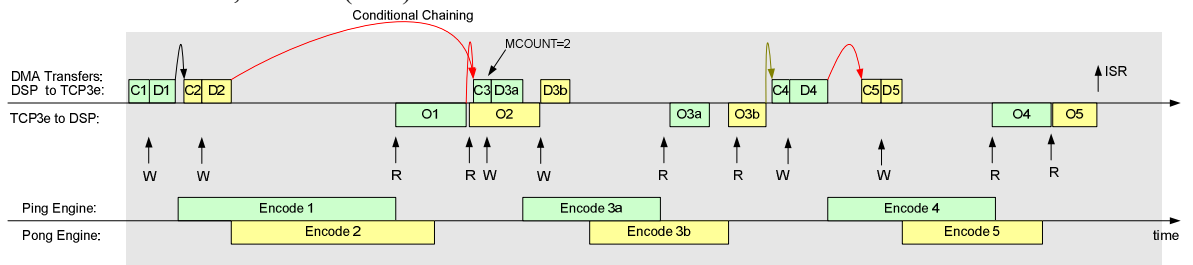 Conditional Chaining
MCOUNT=2
DMA Transfers:
DSP to TCP3e:
C1 D1 C2 D2 C3 D3a D3b C4 D4 C5 D5 ISR
TCP3e to DSP:
O1 O2 O3a O3b O4 O5
W W R R W W R R W W R R
Ping Engine:
Encode 1 Encode 3a Encode 4
Pong Engine:
Encode 2 Encode 3b Encode 5
time